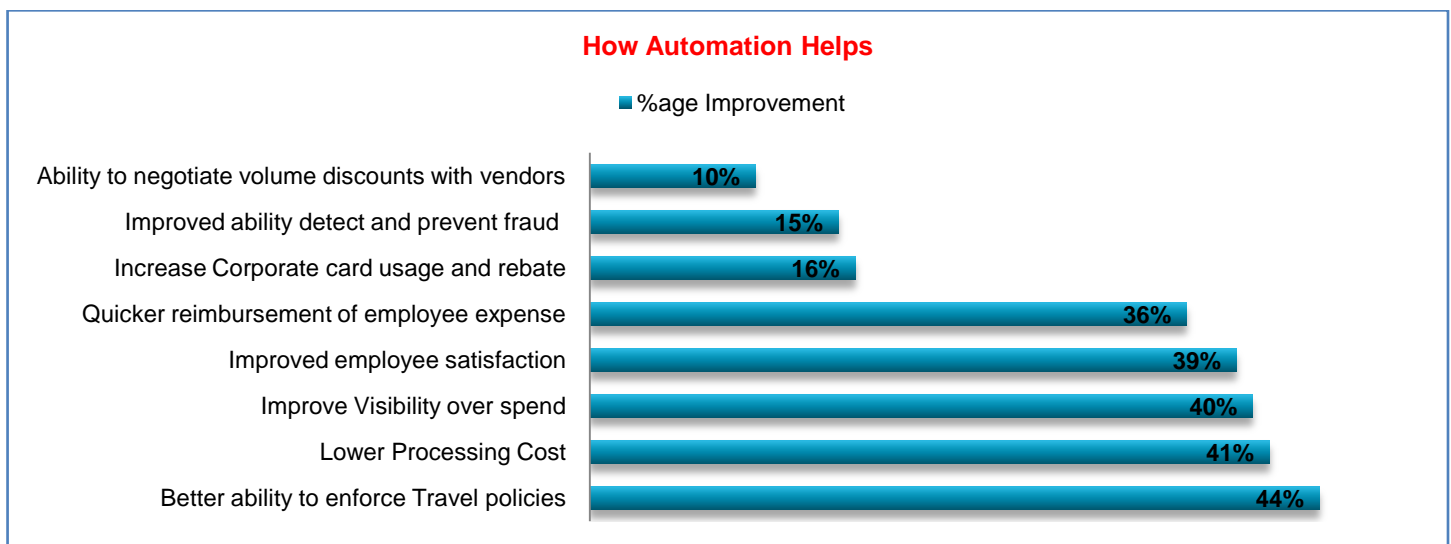 How Automation Helps
%age Improvement
Ability to negotiate volume discounts with vendors 10%
Improved ability detect and prevent fraud 15%
Increase Corporate card usage and rebate 16%
Quicker reimbursement of employee expense 36%
Improved employee satisfaction 39%
Improve Visibility over spend 40%
Lower Processing Cost 41%
Better ability to enforce Travel policies 44%